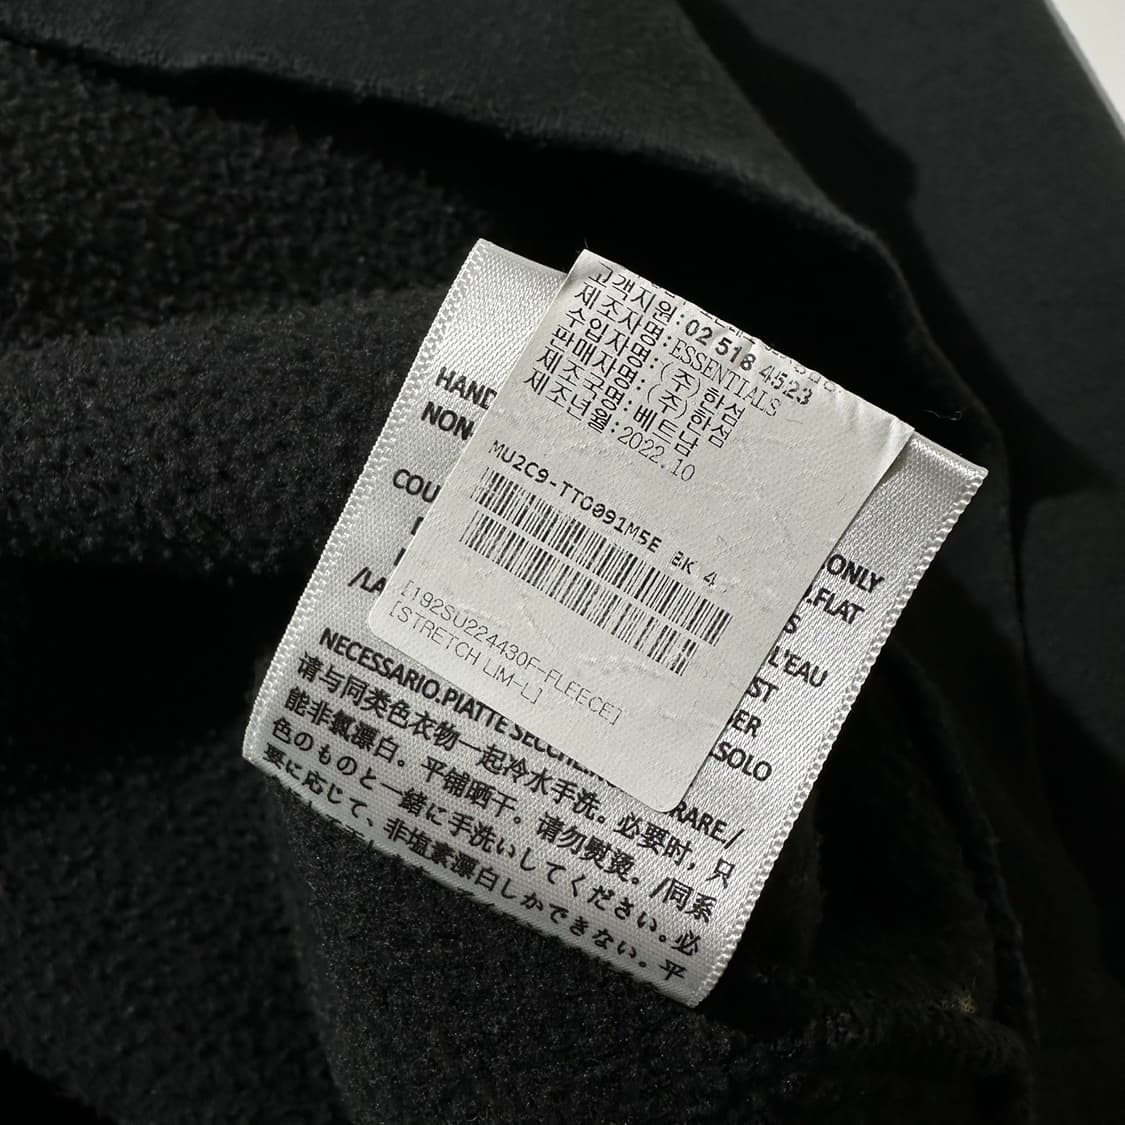 고객지원:02 518 4523
제조자명:ESSENTIALS
수입자명:(주)한섬
판매자명:(주)한섬
제조국명:베트남
제조년월:2022.10
MU2C9-TTO091M5E BK 4
[192SU224430F-FLEECE]
[STRETCH LIM-L]
HAND
NON-
COU
/LA
ONLY
.FLAT
S
L'EAU
ST
ER
SOLO
NECESSARIO.PIATTE SECCHER
RARE./
请与同类色衣物一起冷水手洗。必要时，只
能非氯漂白。平铺晒干。请勿熨烫。/同系
色のものと一緒に手洗いしてください。必
要に応じて、非塩素漂白しかできない。平